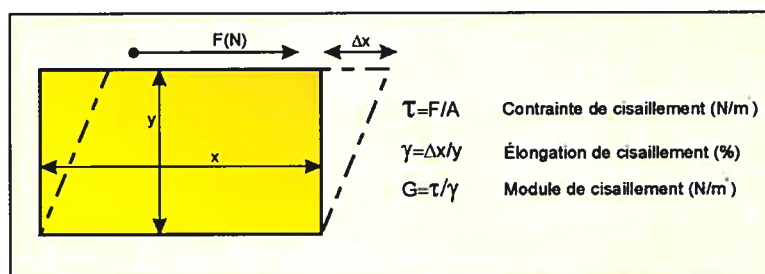 F(N) Δx
y
x
τ=F/A Contrainte de cisaillement (N/m)
γ=Δx/y Élongation de cisaillement (%)
G=τ/γ Module de cisaillement (N/m)